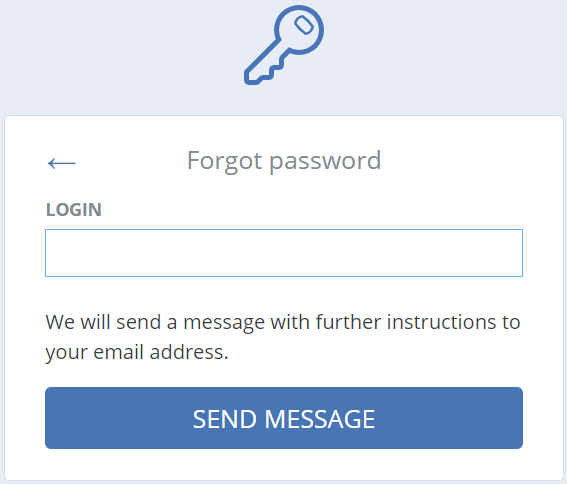 Forgot password
LOGIN
We will send a message with further instructions to
your email address.
SEND MESSAGE